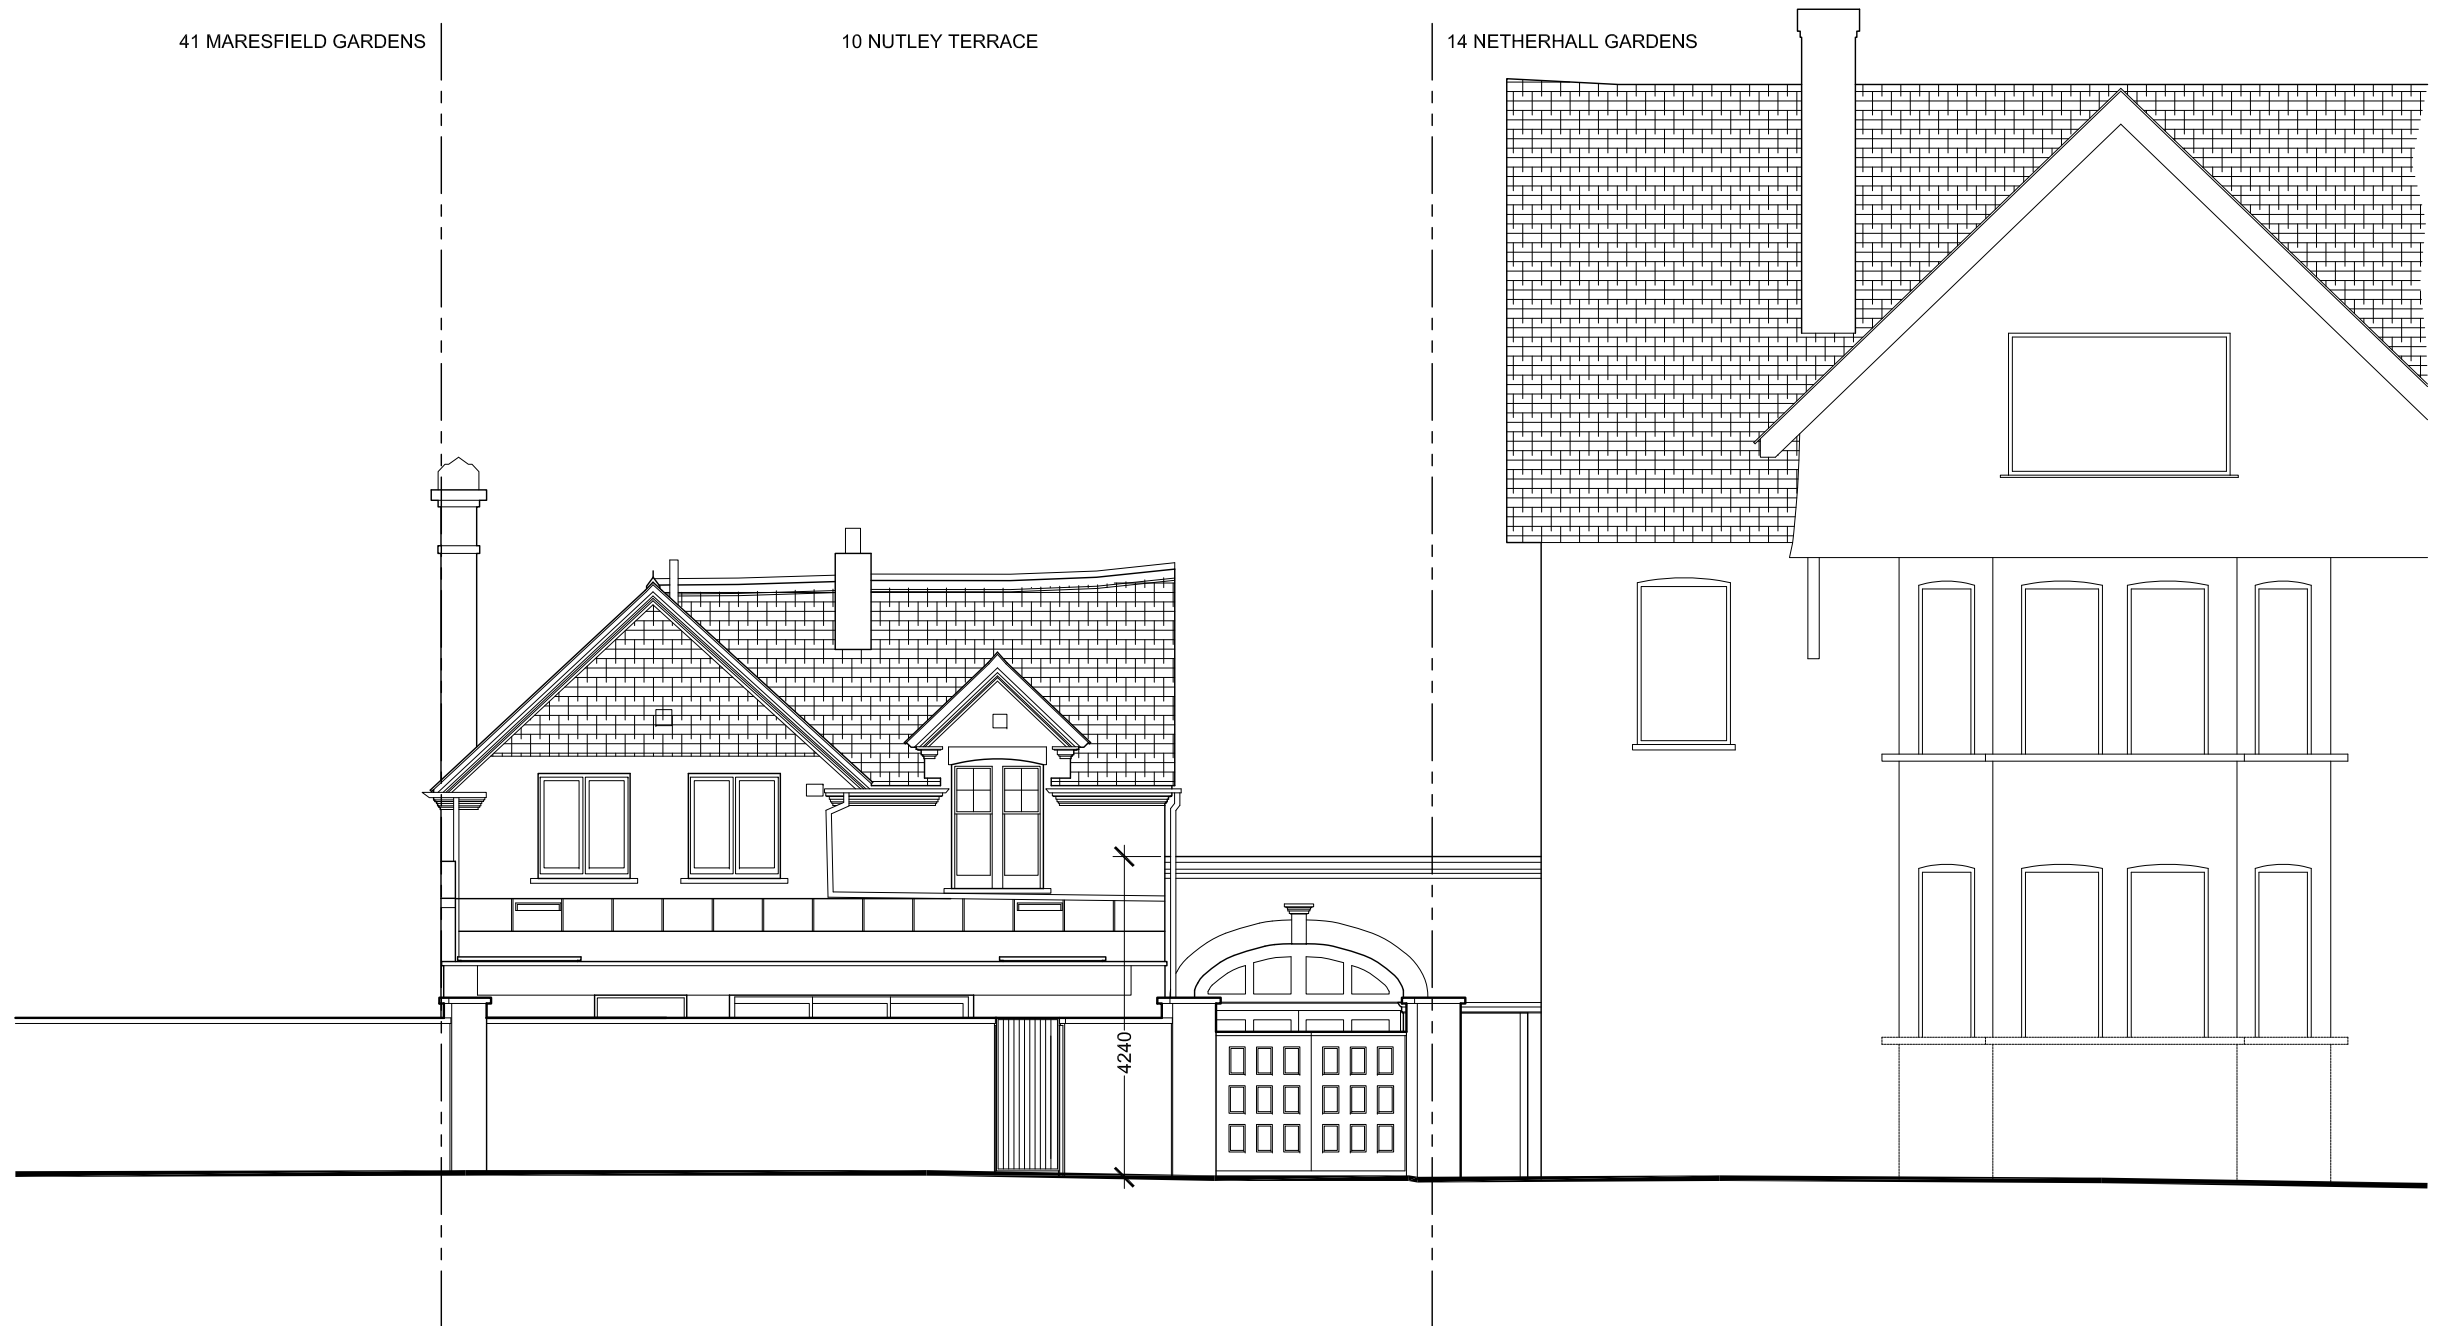 41 MARESFIELD GARDENS
10 NUTLEY TERRACE
14 NETHERHALL GARDENS
4240